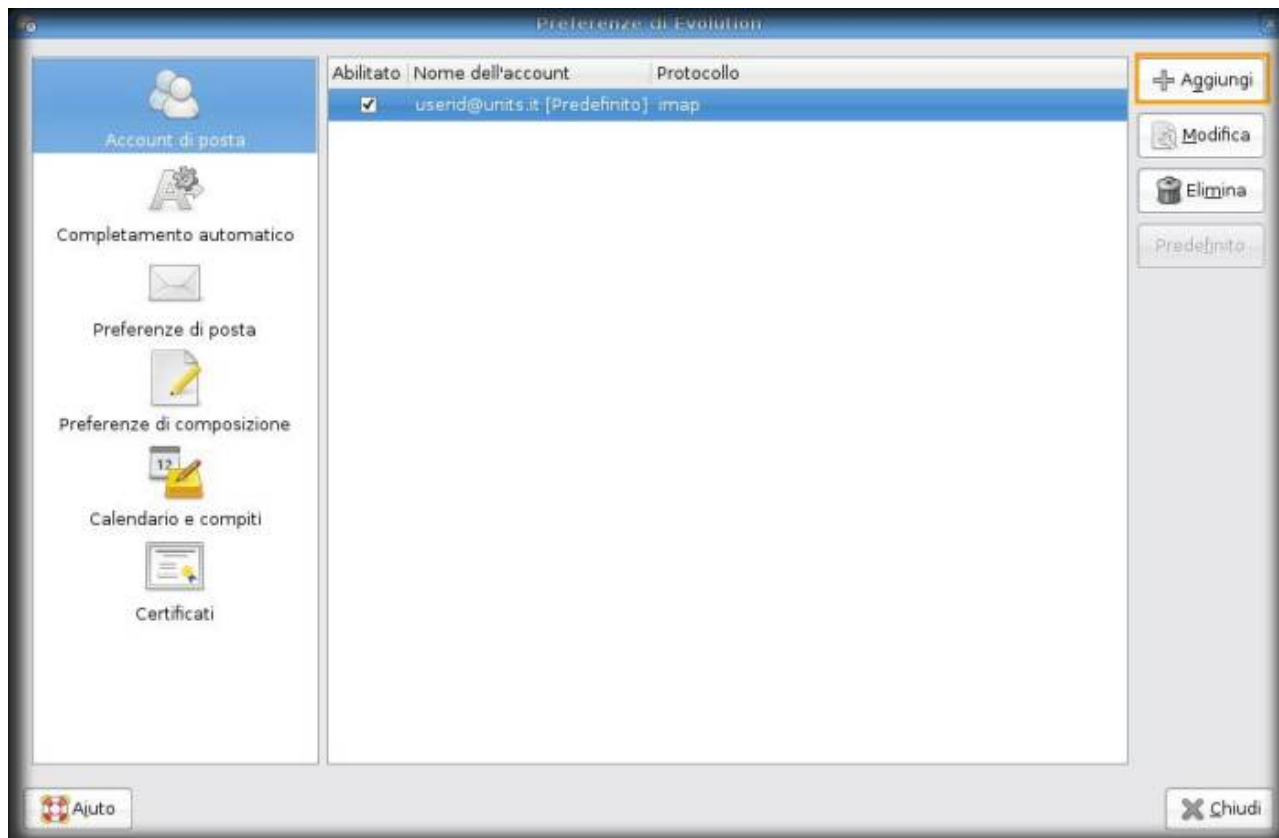 Preferenze di Evolution
Account di posta
Completamento automatico
Preferenze di posta
Preferenze di composizione
12
Calendario e compiti
Certificati
Abilitato Nome dell'account Protocollo
userid@units.it [Predefinito] imap
Aggiungi
Modifica
Elimina
Predefinito
Aiuto
Chiudi